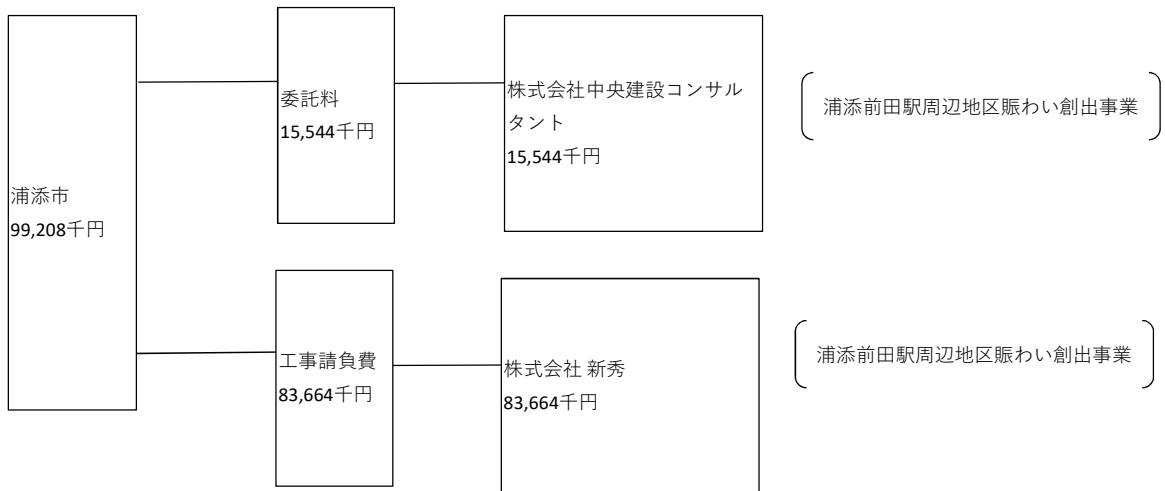 浦添市
99,208千円
委託料
15,544千円
株式会社中央建設コンサル
タント
15,544千円
浦添前田駅周辺地区賑わい創出事業
工事請負費
83,664千円
株式会社 新秀
83,664千円
浦添前田駅周辺地区賑わい創出事業